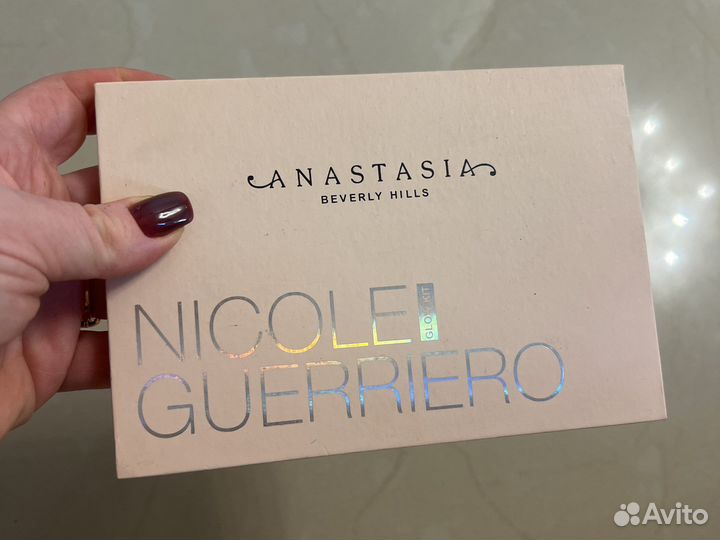 ANASTASIA
BEVERLY HILLS
NICOLE
GLOW KIT
GUERRIERO
Avito